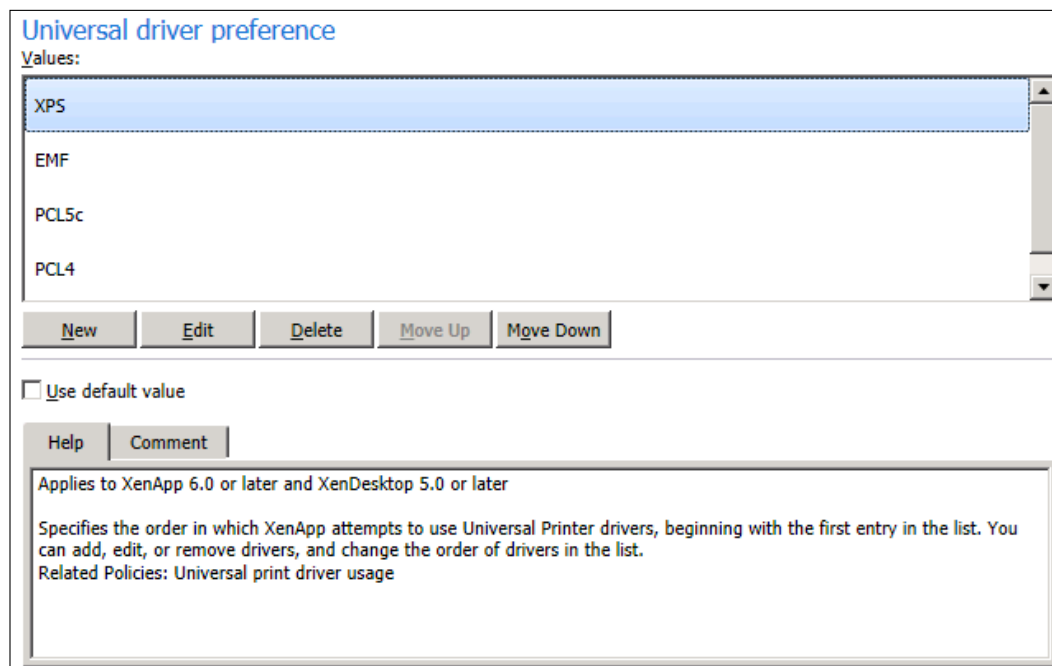 Universal driver preference
Values:
XPS
EMF
PCL5c
PCL4
New Edit Delete Move Up Move Down
Use default value
Help Comment
Applies to XenApp 6.0 or later and XenDesktop 5.0 or later
Specifies the order in which XenApp attempts to use Universal Printer drivers, beginning with the first entry in the list. You
can add, edit, or remove drivers, and change the order of drivers in the list.
Related Policies: Universal print driver usage